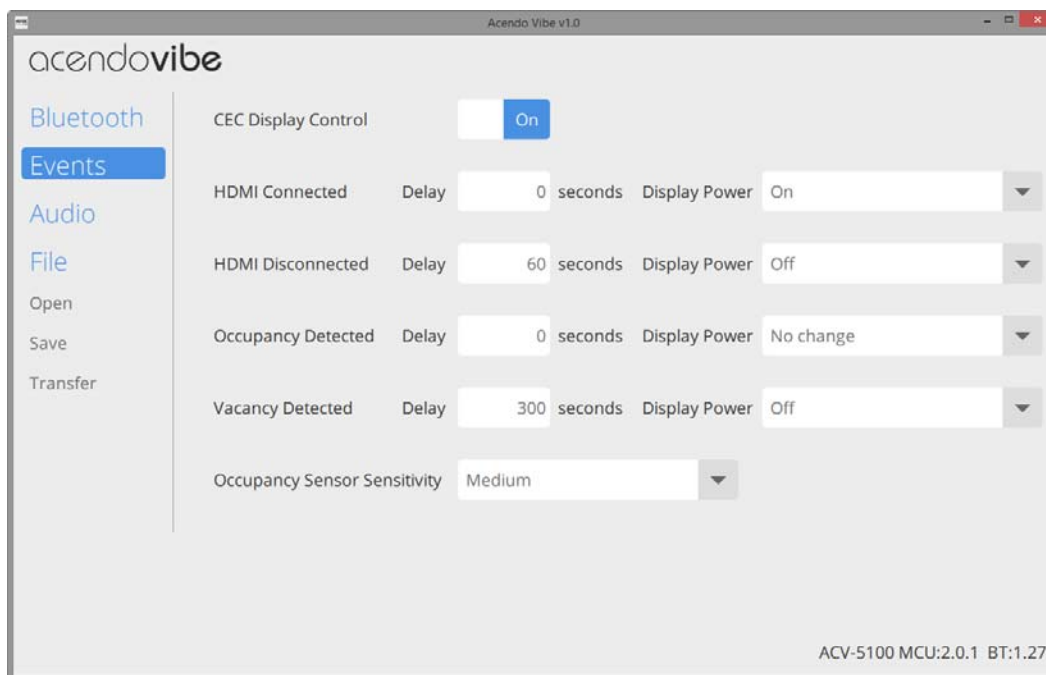 Acendo Vibe v1.0
acendovibe
Bluetooth
Events
Audio
File
Open
Save
Transfer
CEC Display Control On
HDMI Connected Delay 0 seconds Display Power On
HDMI Disconnected Delay 60 seconds Display Power Off
Occupancy Detected Delay 0 seconds Display Power No change
Vacancy Detected Delay 300 seconds Display Power Off
Occupancy Sensor Sensitivity Medium
ACV-5100 MCU:2.0.1 BT:1.27